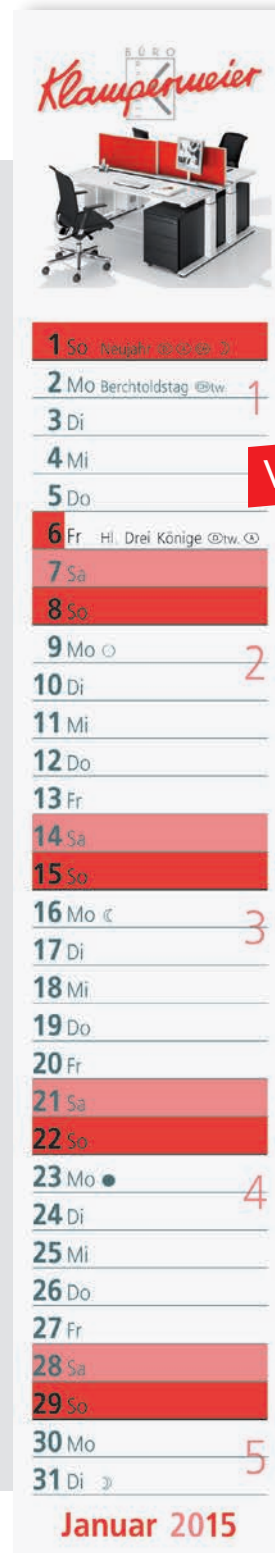 BÜRO
Klampermeier
1 So Neujahr
2 Mo Berchtoldstag
1
3 Di
4 Mi
5 Do
V
6 Fr Hl. Drei Könige
7 Sa
8 So
9 Mo
2
10 Di
11 Mi
12 Do
13 Fr
14 Sa
15 So
16 Mo
3
17 Di
18 Mi
19 Do
20 Fr
21 Sa
22 So
23 Mo
4
24 Di
25 Mi
26 Do
27 Fr
28 Sa
29 So
30 Mo
5
31 Di
Januar 2015